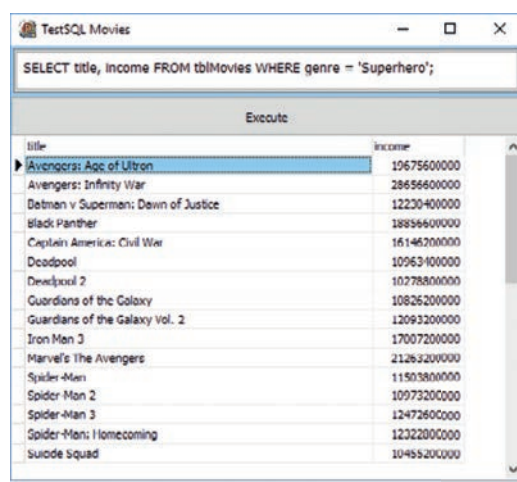 TestSQL Movies
SELECT title, income FROM tblMovies WHERE genre = 'Superhero';
Execute
title income
Avengers: Age of Ultron 19675600000
Avengers: Infinity War 28656600000
Batman v Superman: Dawn of Justice 12230400000
Black Panther 18856600000
Captain America: Civil War 16146200000
Deadpool 10963400000
Deadpool 2 10278800000
Guardians of the Galaxy 10826200000
Guardians of the Galaxy Vol. 2 12093200000
Iron Man 3 17007200000
Marvel's The Avengers 21263200000
Spider-Man 11503800000
Spider-Man 2 10973200000
Spider-Man 3 12472600000
Spider-Man: Homecoming 12322800000
Suicide Squad 10455200000